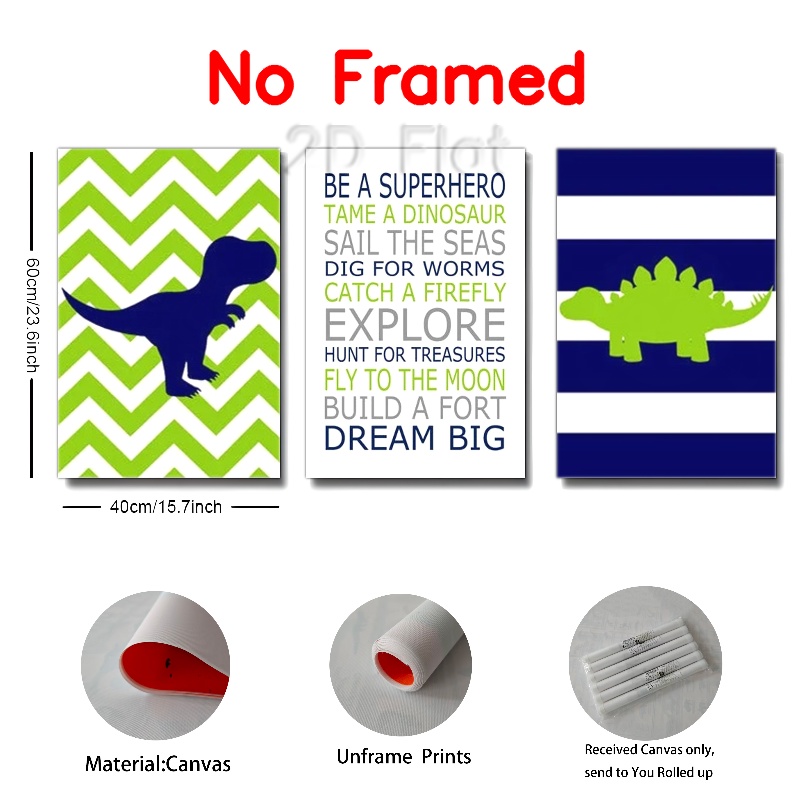 No Framed
2D Flat
BE A SUPERHERO
TAME A DINOSAUR
SAIL THE SEAS
DIG FOR WORMS
CATCH A FIREFLY
EXPLORE
HUNT FOR TREASURES
FLY TO THE MOON
BUILD A FORT
DREAM BIG
60cm/23.6inch
40cm/15.7inch
Material:Canvas
Unframe Prints
Received Canvas only,
send to You Rolled up